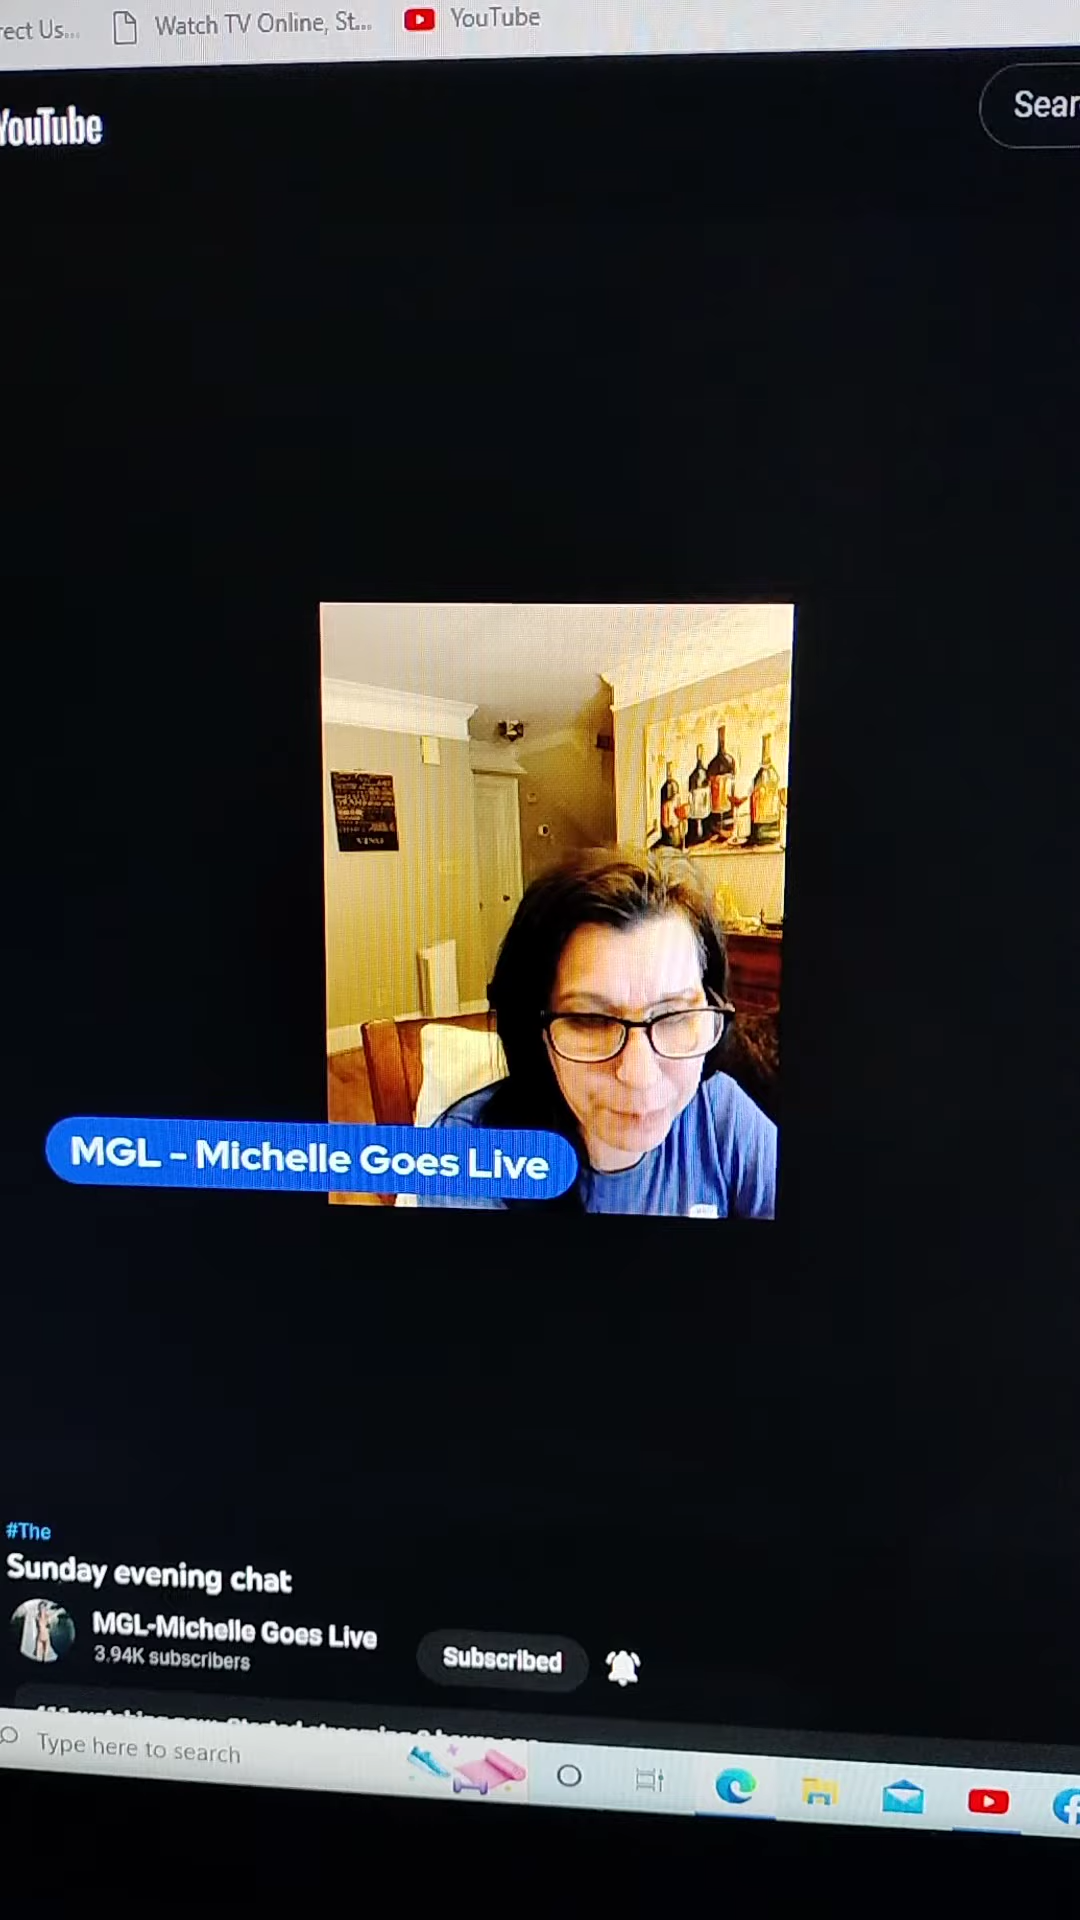 rect Us...
Watch TV Online, St...
YouTube
YouTube
Sear
MGL - Michelle Goes Live
#The
Sunday evening chat
MGL-Michelle Goes Live
3.94K subscribers
Subscribed
Type here to search